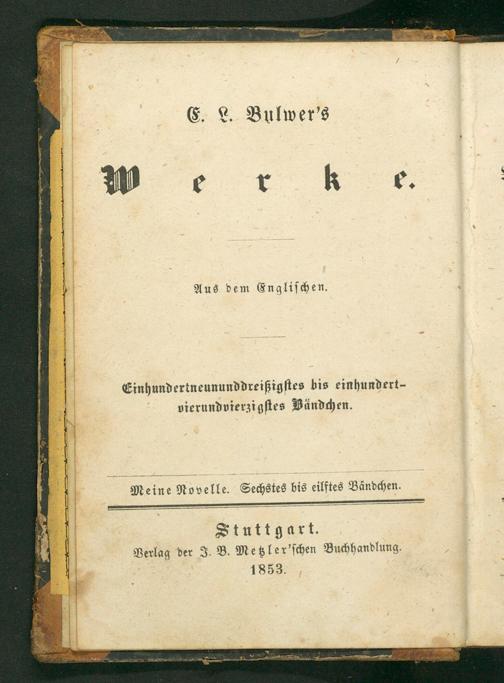 E. L. Bulwer's
Werke.
Aus dem Englischen.
Einhundertneununddreißigstes bis einhundert-
vierundvierzigstes Bändchen.
Meine Novelle. Sechstes bis eilftes Bändchen.
Stuttgart.
Verlag der J. B. Metzler'schen Buchhandlung.
1853.